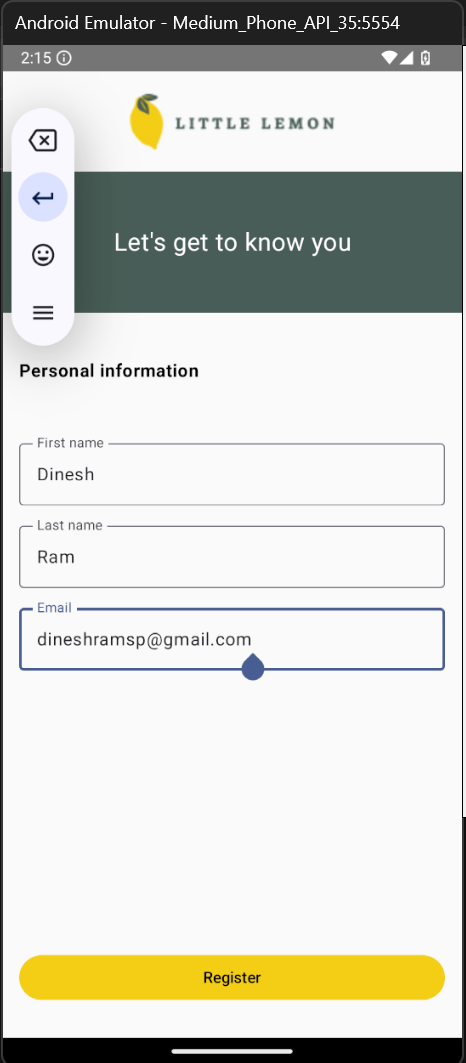 Android Emulator - Medium_Phone_API_35:5554
2:15
LITTLE LEMON
Let's get to know you
Personal information
First name
Dinesh
Last name
Ram
Email
dineshramsp@gmail.com
Register